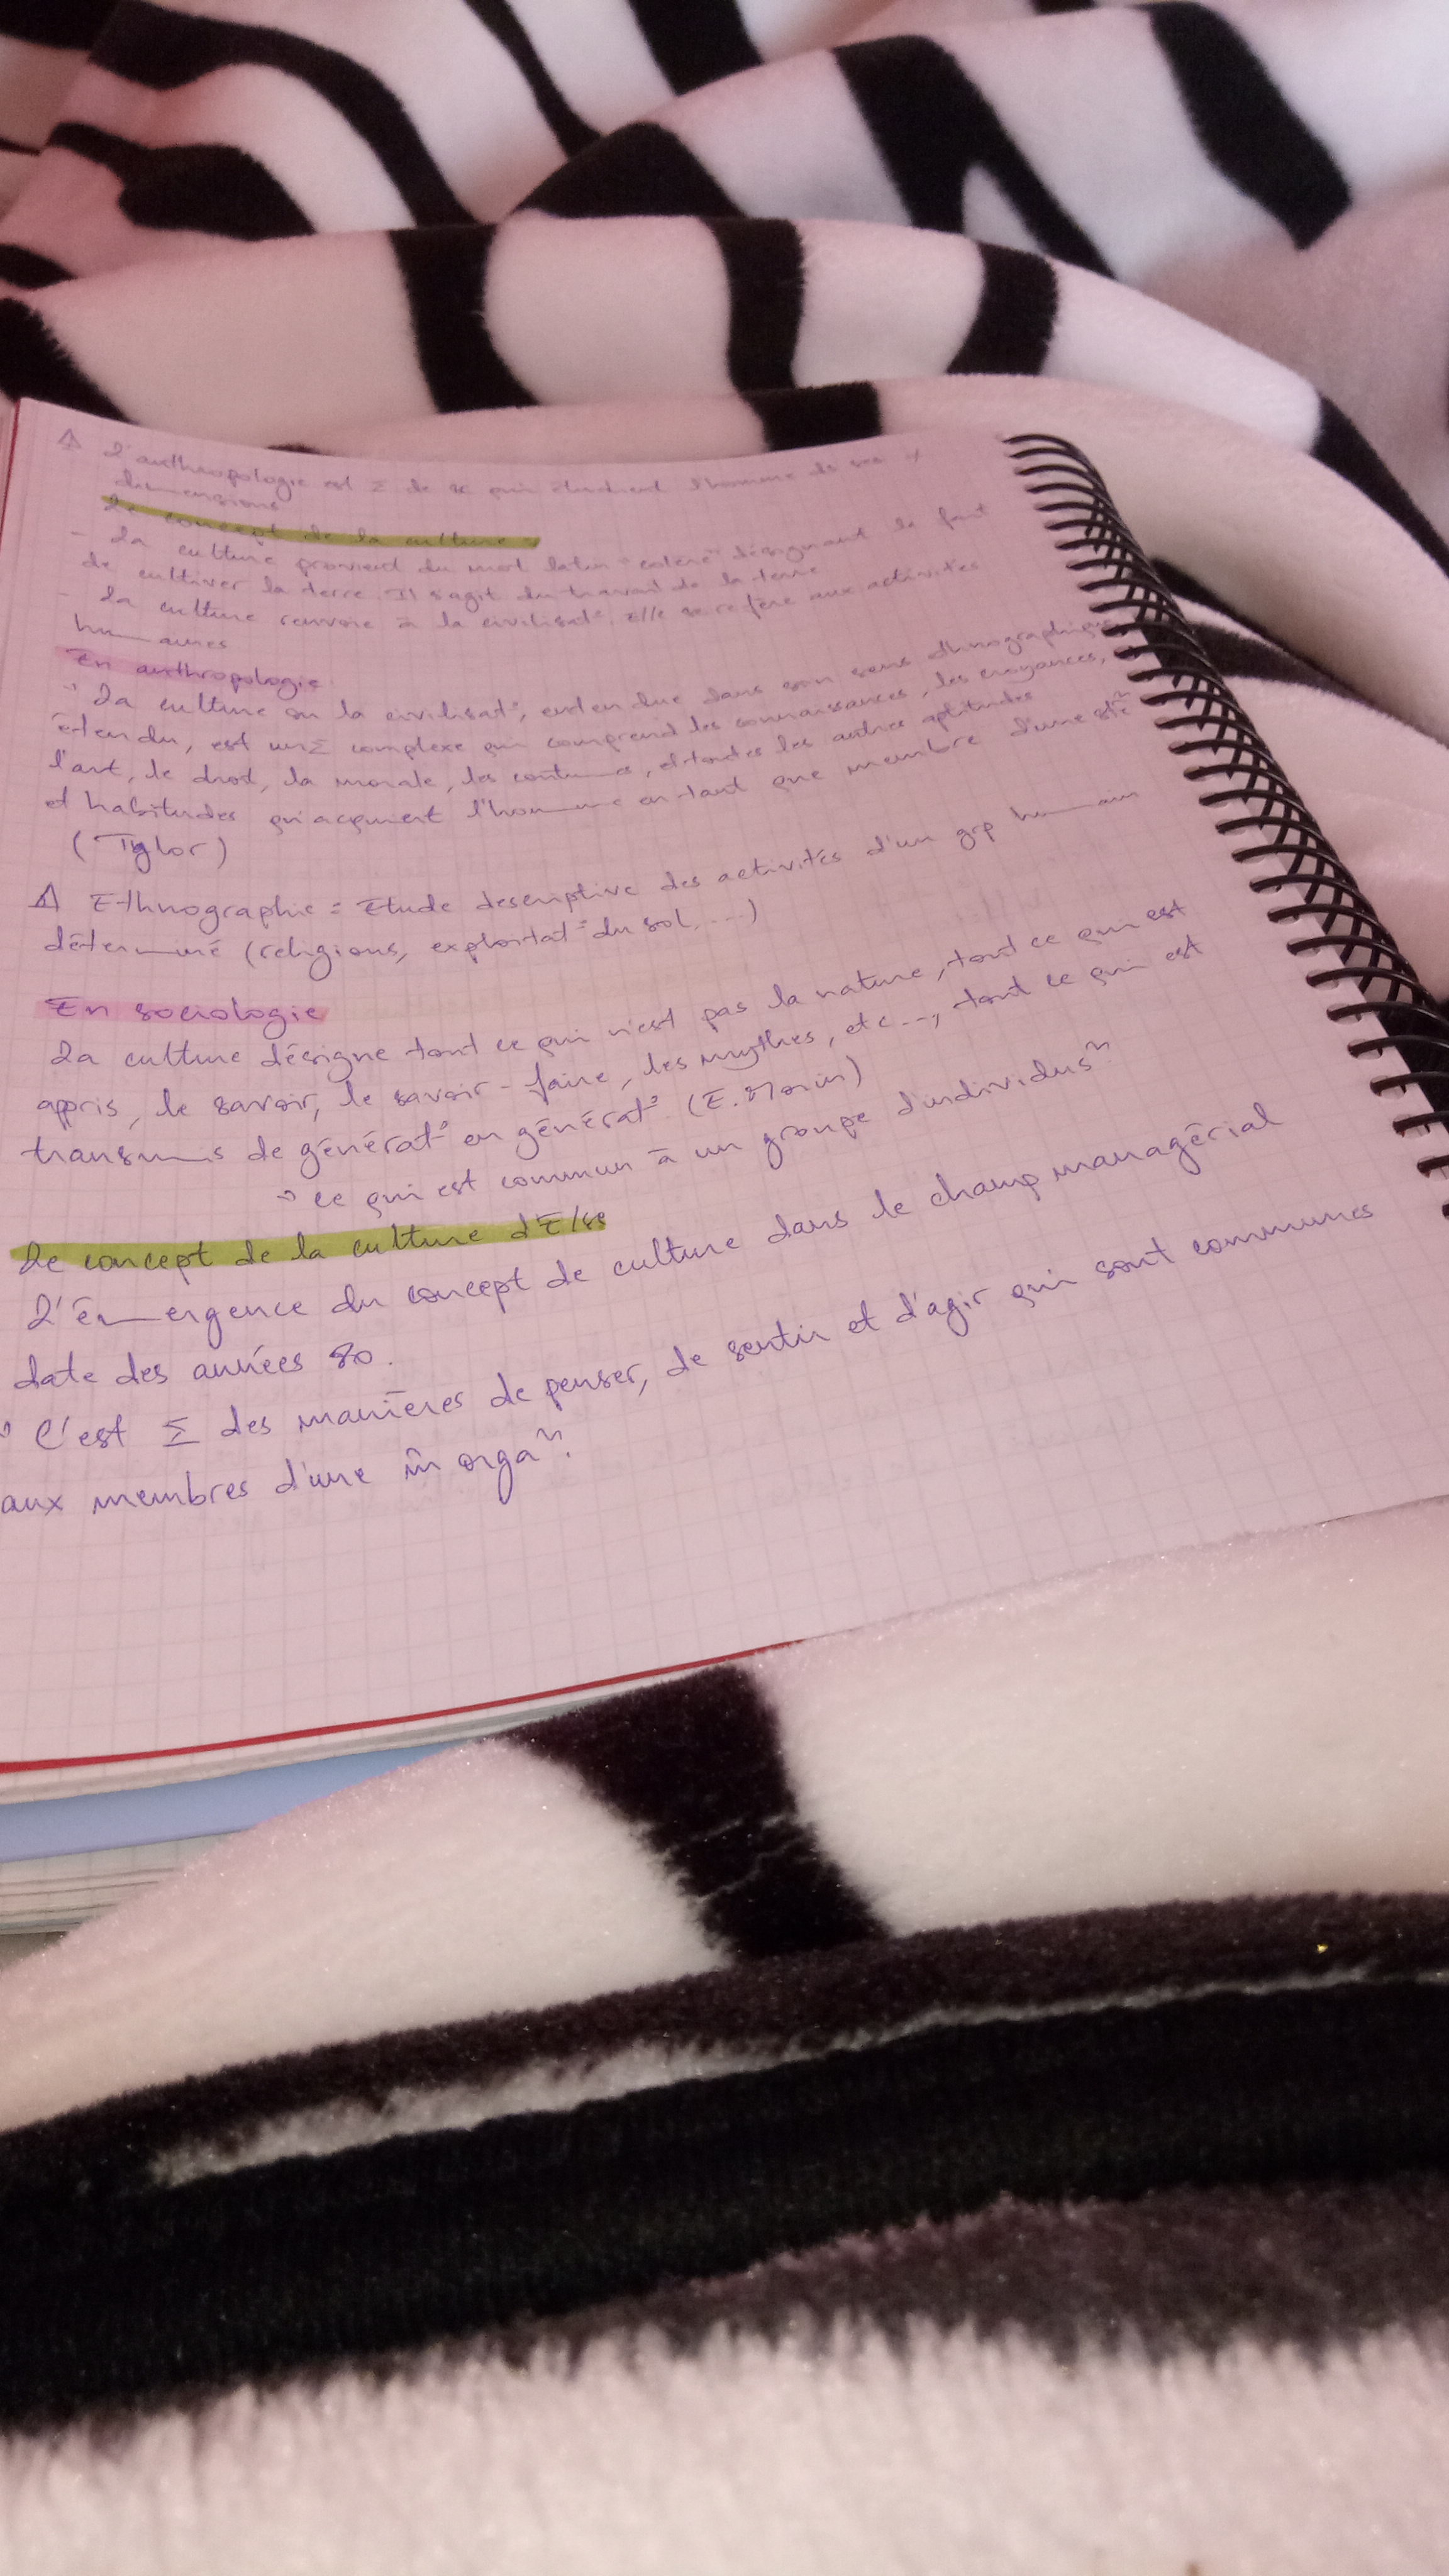 ⚠ L'anthropologie est Σ de sc qui étudient l'homme ds ses ≠
dimensions
Le concept de la culture :
- La culture provient du mot latin "colere" désignant le fait
de cultiver la terre. Il s'agit du travail de la terre
- La culture renvoie à la civilisat°, elle se réfère aux activités
humaines
En anthropologie
"La culture ou la civilisat°, entendue dans son sens ethnographique
étendu, est un Σ complexe qui comprend les connaissances, les croyances,
l'art, le droit, la morale, les coutumes, et toutes les autres aptitudes
et habitudes qu'acquiert l'homme en tant que membre d'une sté"
(Tylor)
⚠ Ethnographie = Etude descriptive des activités d'un grp humain
déterminé (religions, exploitat° du sol, ...)
En sociologie
La culture désigne tout ce qui n'est pas la nature, tout ce qui est
appris, le savoir, le savoir-faire, les mythes, etc..., tout ce qui est
transmis de générat° en générat° (E. Morin)
"Ce qui est commun à un groupe d'individus".
Le concept de la culture d'E/se
L'émergence du concept de culture dans le champ managérial
date des années 80.
"C'est Σ des manières de penser, de sentir et d'agir qui sont communes
aux membres d'une m̂ orga".